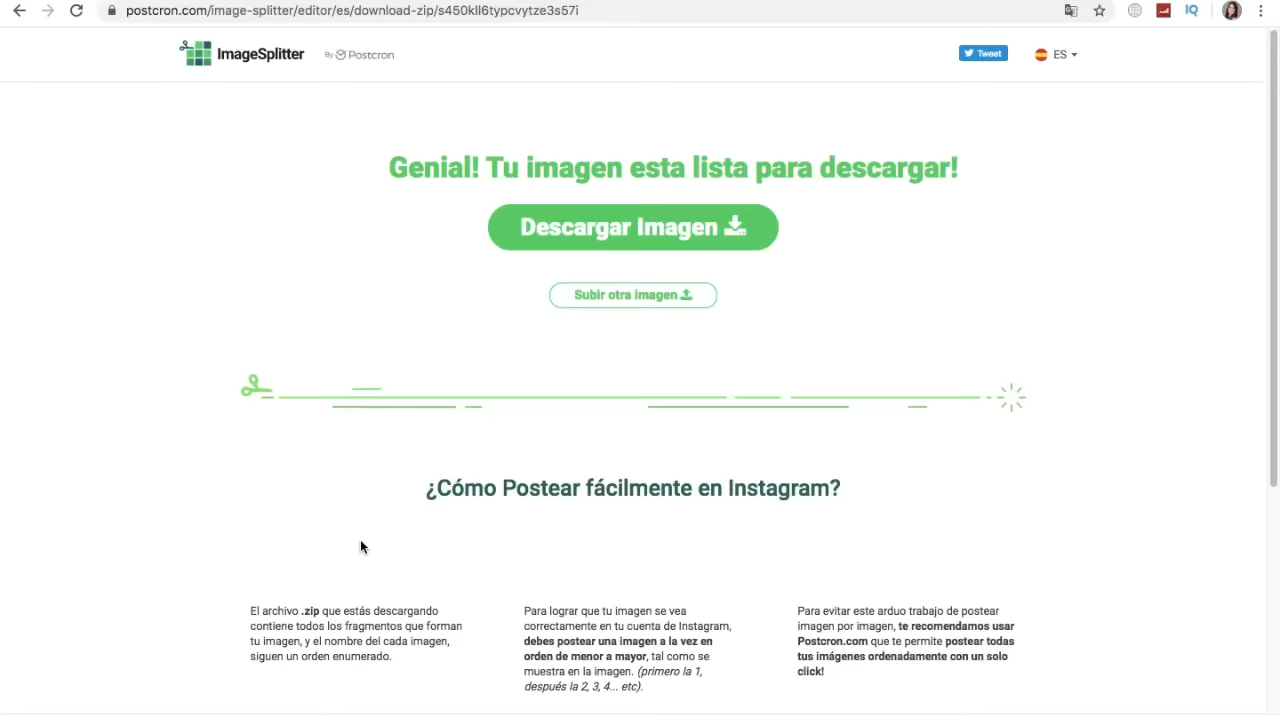 postcron.com/image-splitter/editor/es/download-zip/s450kll6typcvytze3s57i
ImageSplitter By Postcron
Tweet
ES
Genial! Tu imagen esta lista para descargar!
Descargar Imagen
Subir otra imagen
¿Cómo Postear fácilmente en Instagram?
El archivo .zip que estás descargando
contiene todos los fragmentos que forman
tu imagen, y el nombre del cada imagen,
siguen un orden enumerado.
Para lograr que tu imagen se vea
correctamente en tu cuenta de Instagram,
debes postear una imagen a la vez en
orden de menor a mayor, tal como se
muestra en la imagen. (primero la 1,
después la 2, 3, 4... etc).
Para evitar este arduo trabajo de postear
imagen por imagen, te recomendamos usar
Postcron.com que te permite postear todas
tus imágenes ordenadamente con un solo
click!